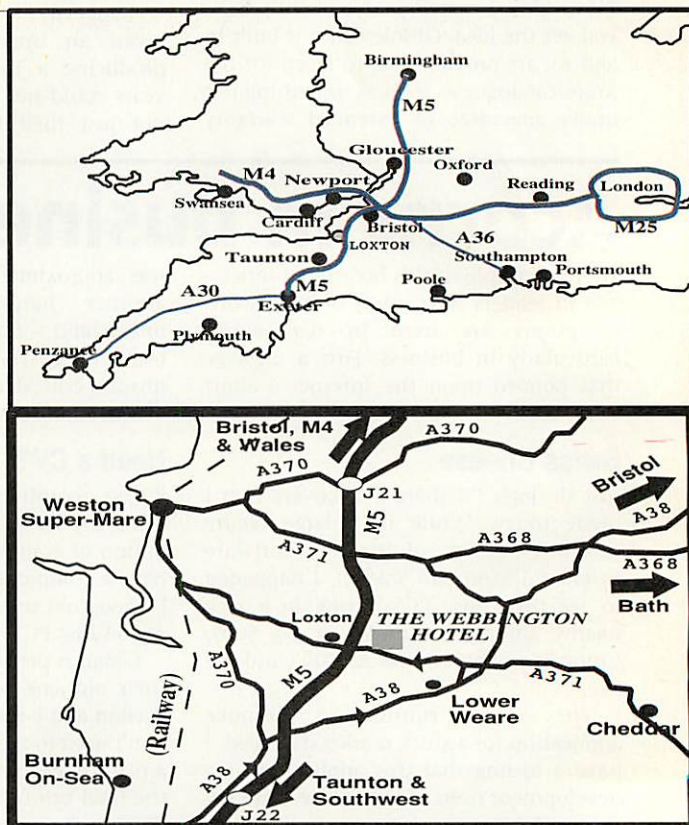 Birmingham
M5
Gloucester
Oxford
M4
Newport
Reading
London
Swansea
Cardiff
Bristol
M25
LOXTON
A36
Taunton
Southampton
Portsmouth
A30
M5
Poole
Exeter
Plymouth
Penzance
Bristol, M4
& Wales
A370
A370
J21
Bristol
Weston
Super-Mare
M5
A38
A371
A368
A368
Bath
Loxton
THE WEBBINGTON
HOTEL
A370
M5
A38
A371
Lower
Weare
(Railway)
Cheddar
Burnham
On-Sea
A38
Taunton &
Southwest
J22